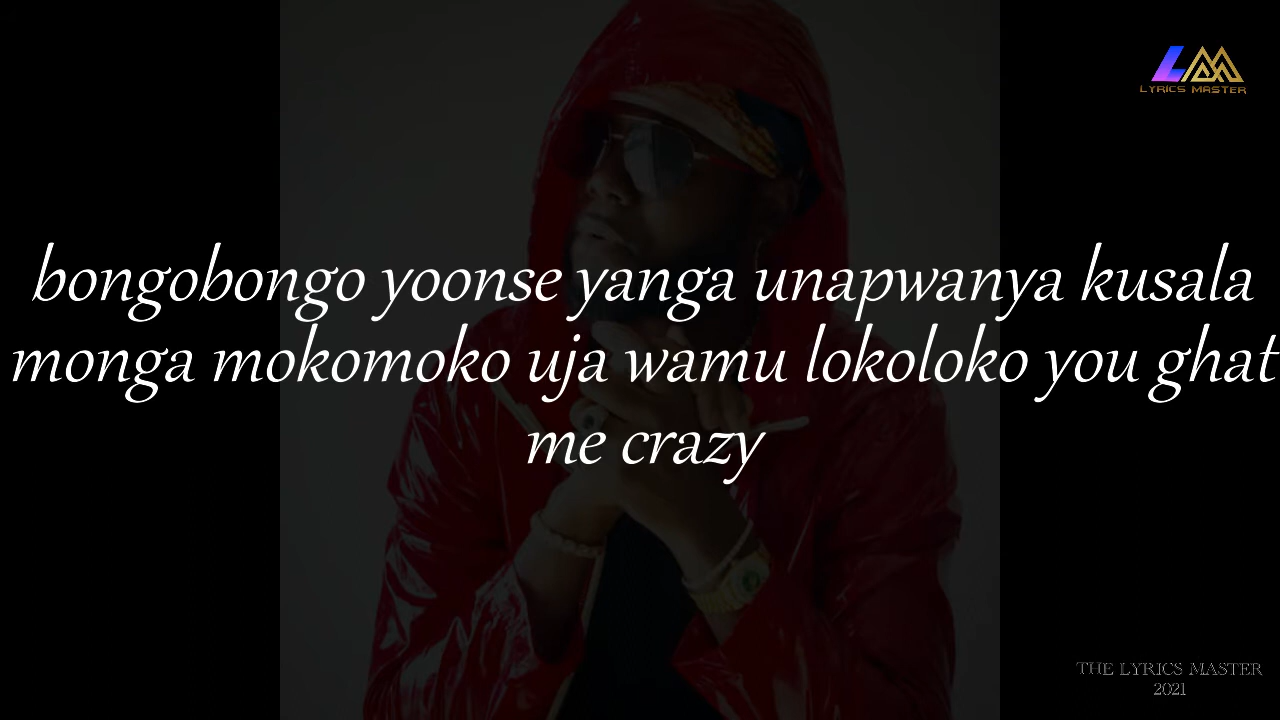 LYRICS MASTER
bongobongo yoonse yanga unapwanya kusala
monga mokomoko uja wamu lokoloko you ghat
me crazy
THE LYRICS MASTER
2021